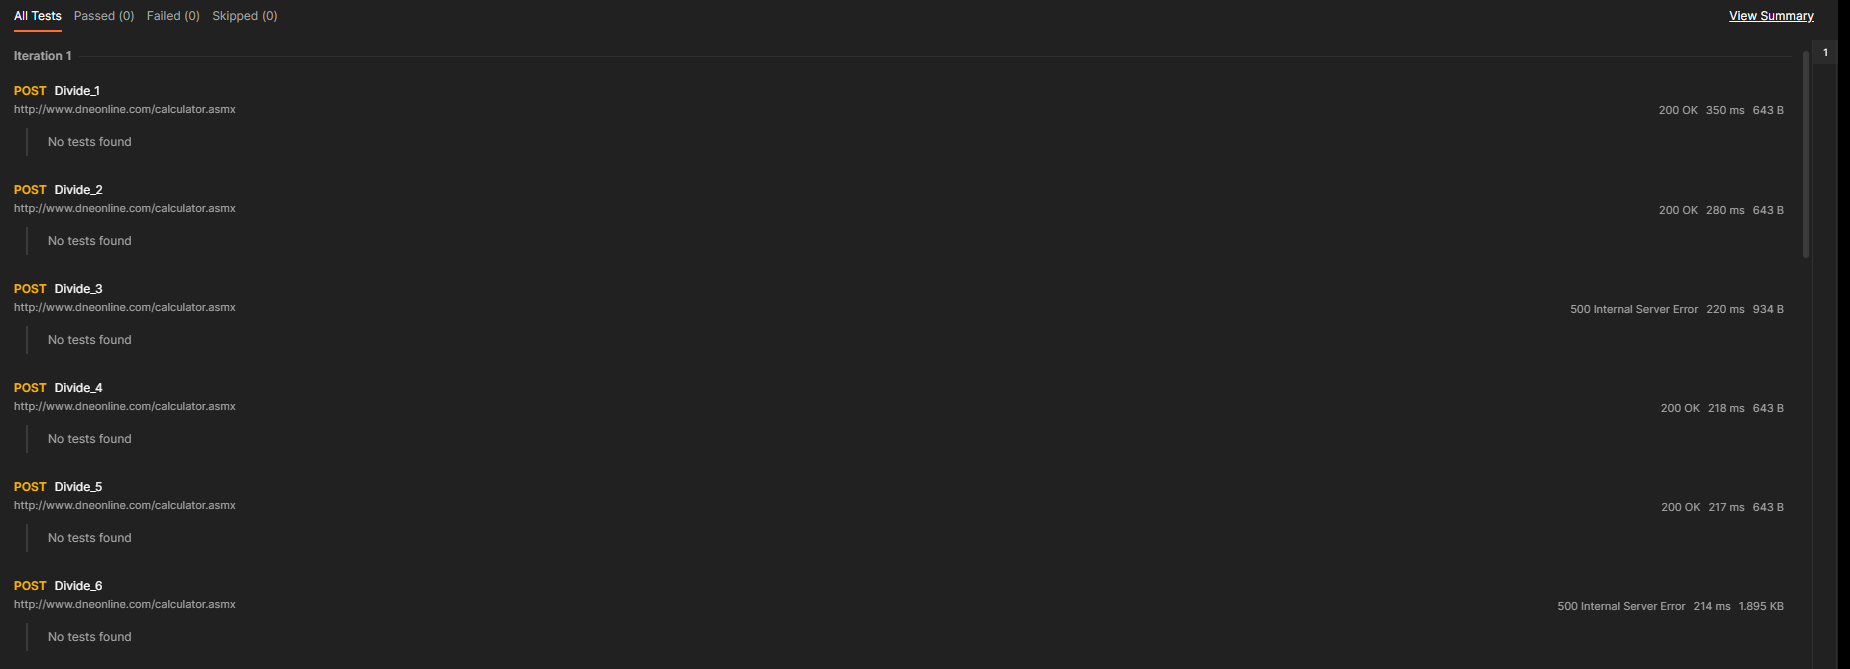 All Tests Passed (0) Failed (0) Skipped (0) View Summary
Iteration 1
1
POST Divide_1
http://www.dneonline.com/calculator.asmx
200 OK 350 ms 643 B
No tests found
POST Divide_2
http://www.dneonline.com/calculator.asmx
200 OK 280 ms 643 B
No tests found
POST Divide_3
http://www.dneonline.com/calculator.asmx
500 Internal Server Error 220 ms 934 B
No tests found
POST Divide_4
http://www.dneonline.com/calculator.asmx
200 OK 218 ms 643 B
No tests found
POST Divide_5
http://www.dneonline.com/calculator.asmx
200 OK 217 ms 643 B
No tests found
POST Divide_6
http://www.dneonline.com/calculator.asmx
500 Internal Server Error 214 ms 1.895 KB
No tests found